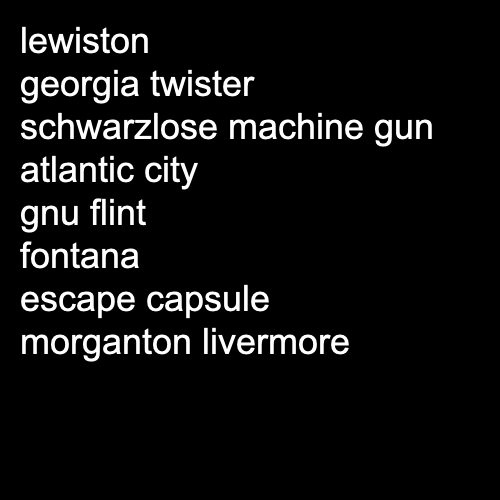 lewiston
georgia twister
schwarzlose machine gun
atlantic city
gnu flint
fontana
escape capsule
morganton livermore